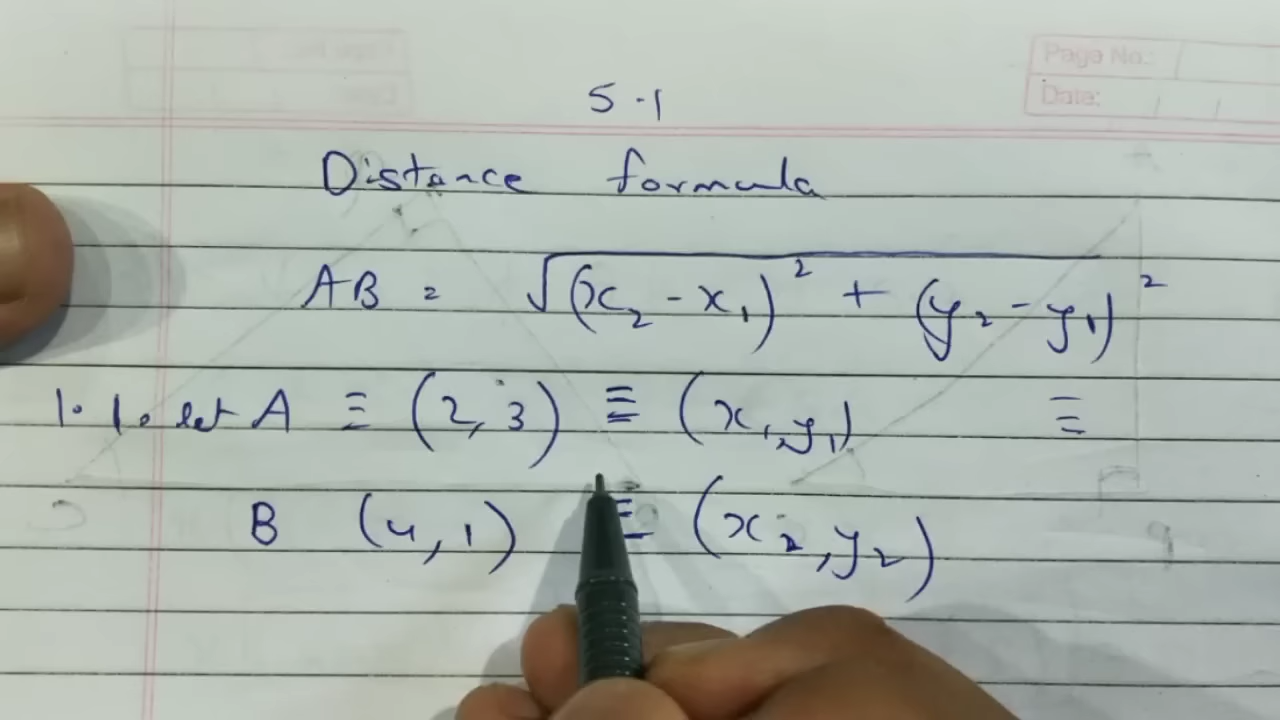 Page No.:
Date:
5.1
Distance formula
AB = √(x₂ - x₁)² + (y₂ - y₁)²
1. 1. let A ≡ (2, 3) ≡ (x₁, y₁) ≡
B (4, 1) ≡ (x₂, y₂)